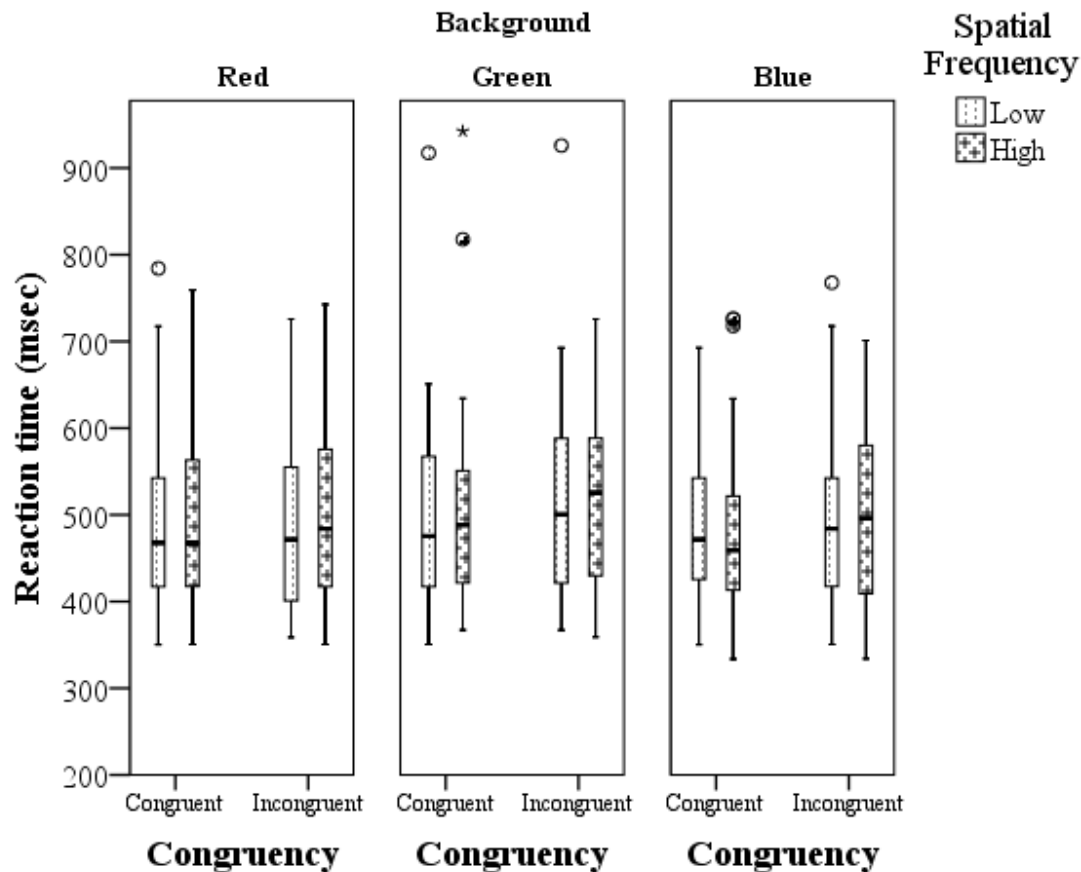 Background
Spatial
Frequency
Low
High
Red
Green
Blue
Reaction time (msec)
900
800
700
600
500
400
300
200
Congruent
Incongruent
Congruent
Incongruent
Congruent
Incongruent
Congruency
Congruency
Congruency